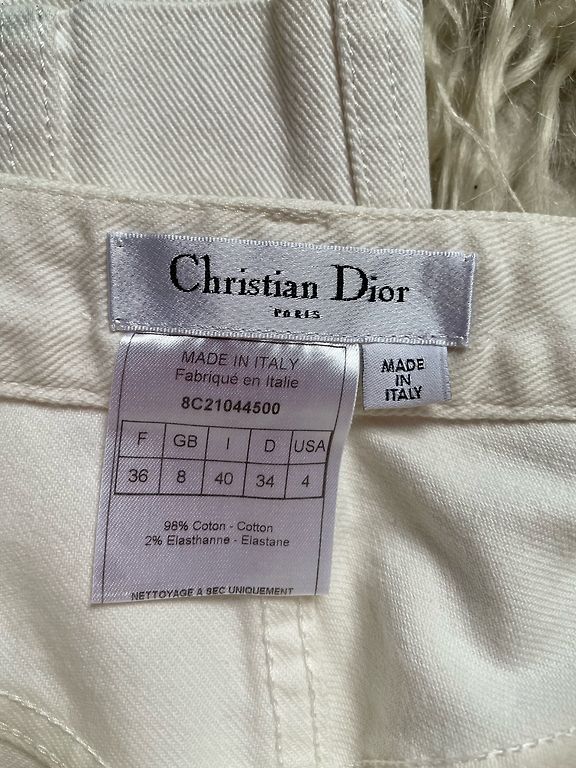 Christian Dior
PARIS
MADE IN ITALY
Fabriqué en Italie
8C21044500
F GB I D USA
36 8 40 34 4
98% Coton - Cotton
2% Elasthanne - Elastane
NETTOYAGE A SEC UNIQUEMENT
MADE
IN
ITALY